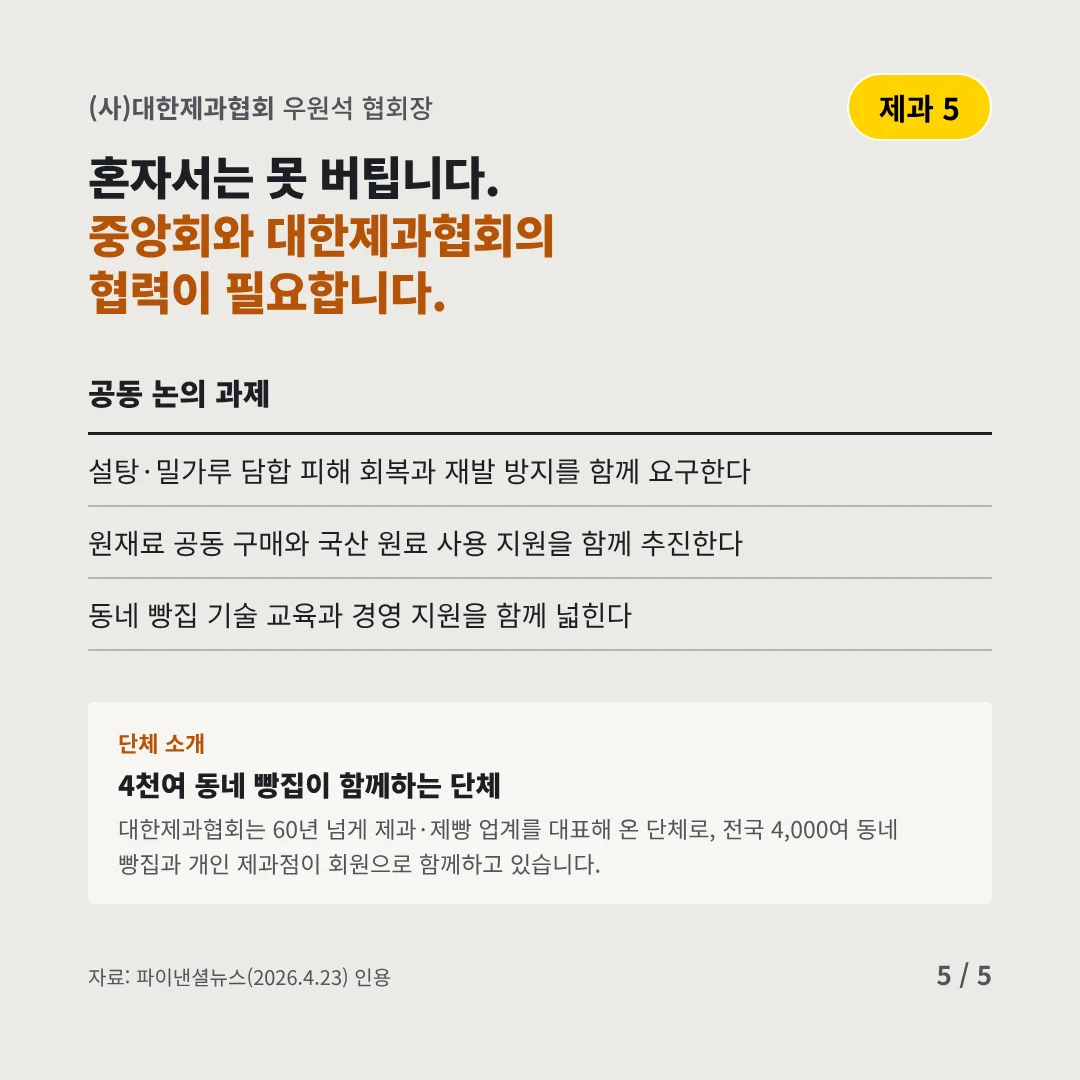 (사)대한제과협회 우원석 협회장
제과 5
혼자서는 못 버팁니다.
중앙회와 대한제과협회의
협력이 필요합니다.
공동 논의 과제
설탕·밀가루 담합 피해 회복과 재발 방지를 함께 요구한다
원재료 공동 구매와 국산 원료 사용 지원을 함께 추진한다
동네 빵집 기술 교육과 경영 지원을 함께 넓힌다
단체 소개
4천여 동네 빵집이 함께하는 단체
대한제과협회는 60년 넘게 제과·제빵 업계를 대표해 온 단체로, 전국 4,000여 동네
빵집과 개인 제과점이 회원으로 함께하고 있습니다.
자료: 파이낸셜뉴스(2026.4.23) 인용
5 / 5